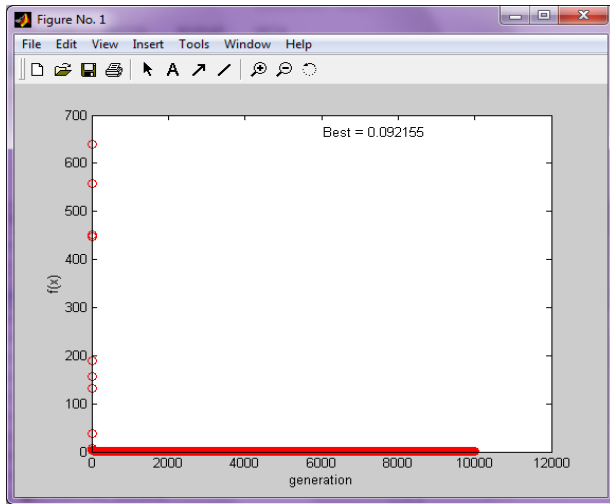 Figure No. 1
File Edit View Insert Tools Window Help
A
Best = 0.092155
700
600
500
400
300
200
100
0
f(x)
0 2000 4000 6000 8000 10000 12000
generation